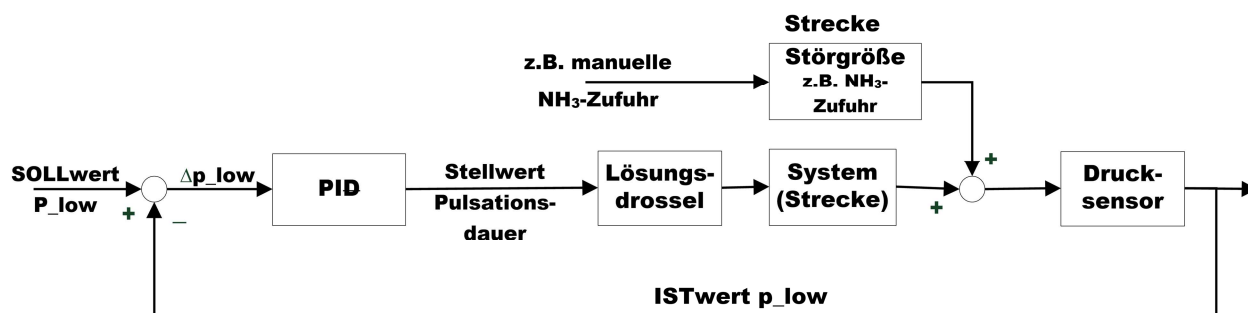 Strecke
z.B. manuelle
NH₃-Zufuhr
Störgröße
z.B. NH₃-
Zufuhr
+
SOLLwert
P_low
+
_
Δp_low
PID
Stellwert
Pulsations-
dauer
Lösungs-
drossel
System
(Strecke)
+
Druck-
sensor
ISTwert p_low